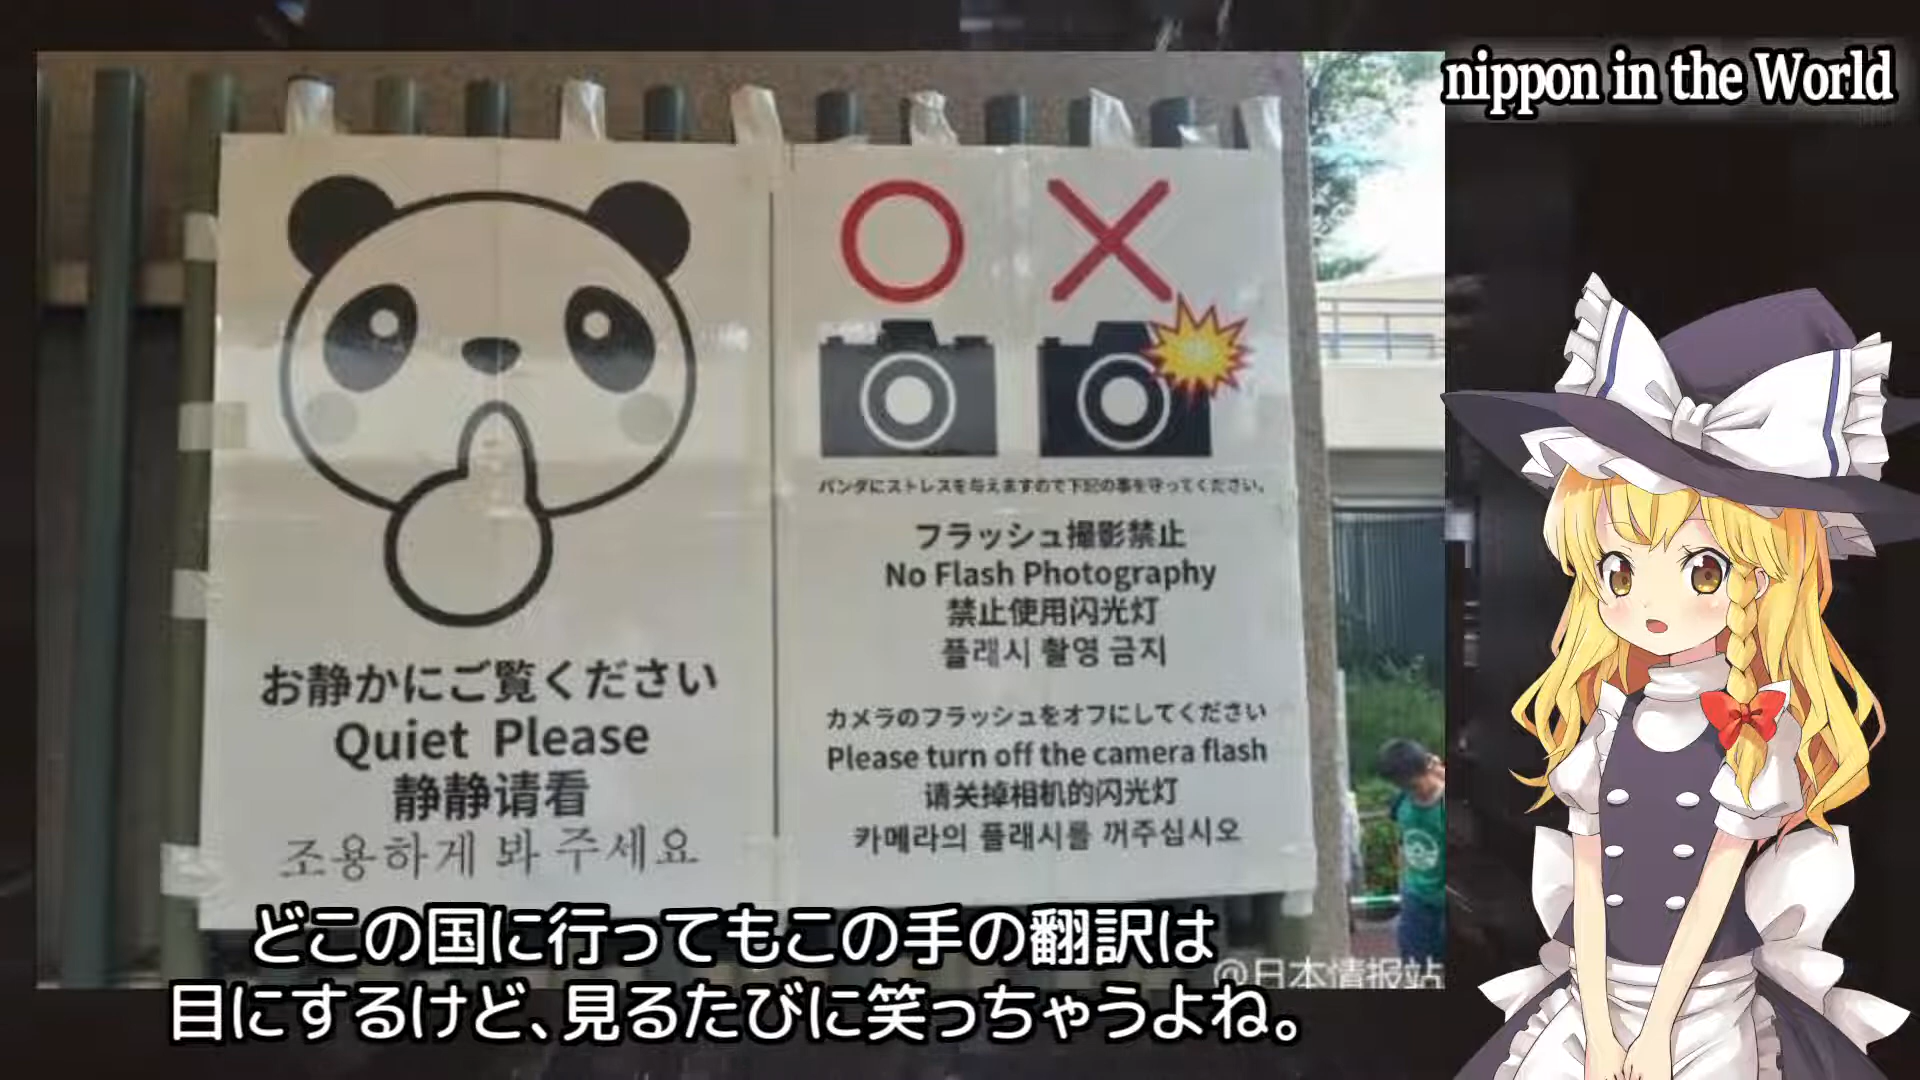 nippon in the World
お静かにご覧ください
Quiet Please
静静请看
조용하게 봐 주세요
パンダにストレスを与えますので下記の事を守ってください。
フラッシュ撮影禁止
No Flash Photography
禁止使用闪光灯
플래시 촬영 금지
カメラのフラッシュをオフにしてください
Please turn off the camera flash
请关掉相机的闪光灯
카메라의 플래시를 꺼주십시오
@日本情报站
どこの国に行ってもこの手の翻訳は
目にするけど、見るたびに笑っちゃうよね。